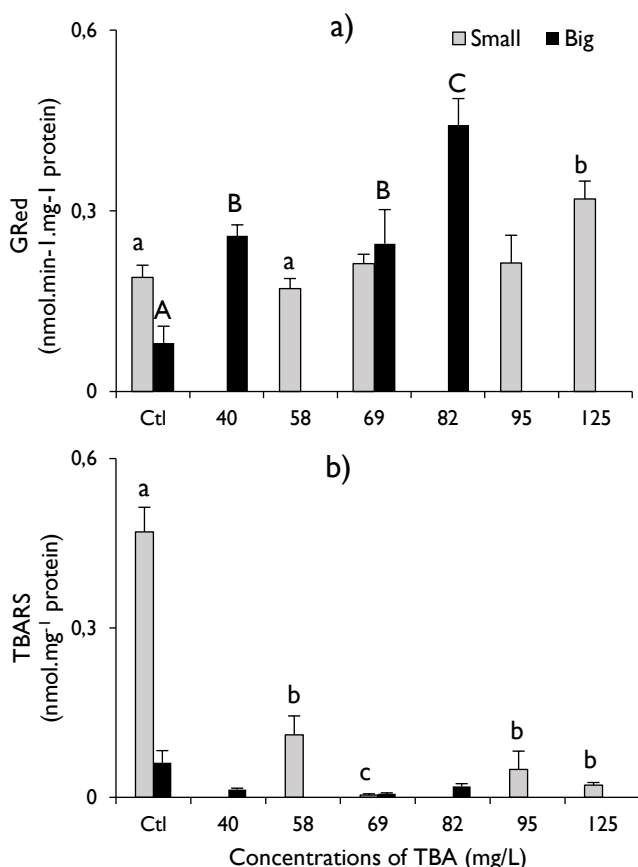 a)
Small Big
GRed
(nmol.min-1.mg-1 protein)
0,6
0,3
0
a
A
B
a
B
C
b
Ctl 40 58 69 82 95 125
b)
TBARS
(nmol.mg-1 protein)
0,6
0,3
0
a
b
c
b
b
Ctl 40 58 69 82 95 125
Concentrations of TBA (mg/L)